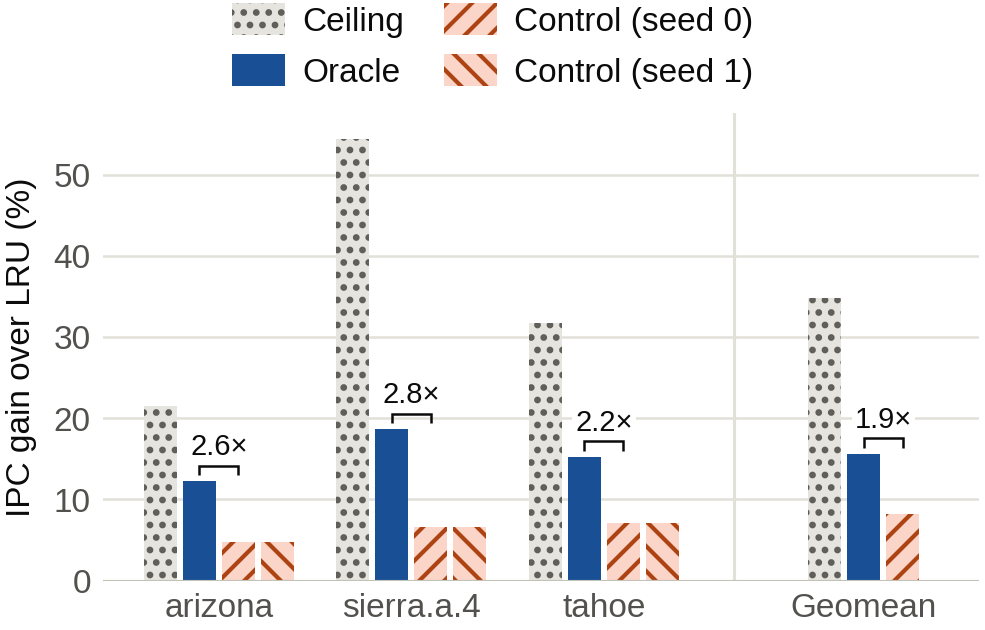 Ceiling
Control (seed 0)
Oracle
Control (seed 1)
IPC gain over LRU (%)
50
40
30
20
10
0
2.6×
2.8×
2.2×
1.9×
arizona
sierra.a.4
tahoe
Geomean